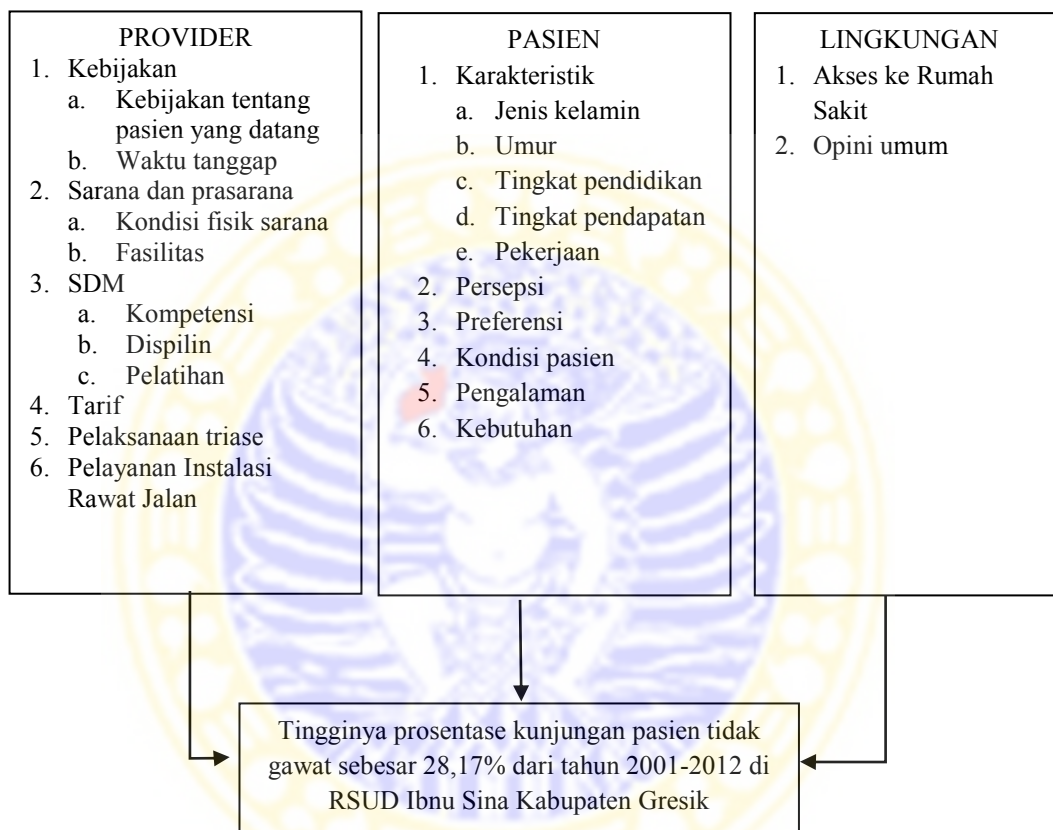 PROVIDER
1. Kebijakan
a. Kebijakan tentang
pasien yang datang
b. Waktu tanggap
2. Sarana dan prasarana
a. Kondisi fisik sarana
b. Fasilitas
3. SDM
a. Kompetensi
b. Dispilin
c. Pelatihan
4. Tarif
5. Pelaksanaan triase
6. Pelayanan Instalasi
Rawat Jalan
PASIEN
1. Karakteristik
a. Jenis kelamin
b. Umur
c. Tingkat pendidikan
d. Tingkat pendapatan
e. Pekerjaan
2. Persepsi
3. Preferensi
4. Kondisi pasien
5. Pengalaman
6. Kebutuhan
LINGKUNGAN
1. Akses ke Rumah
Sakit
2. Opini umum
Tingginya prosentase kunjungan pasien tidak
gawat sebesar 28,17% dari tahun 2001-2012 di
RSUD Ibnu Sina Kabupaten Gresik